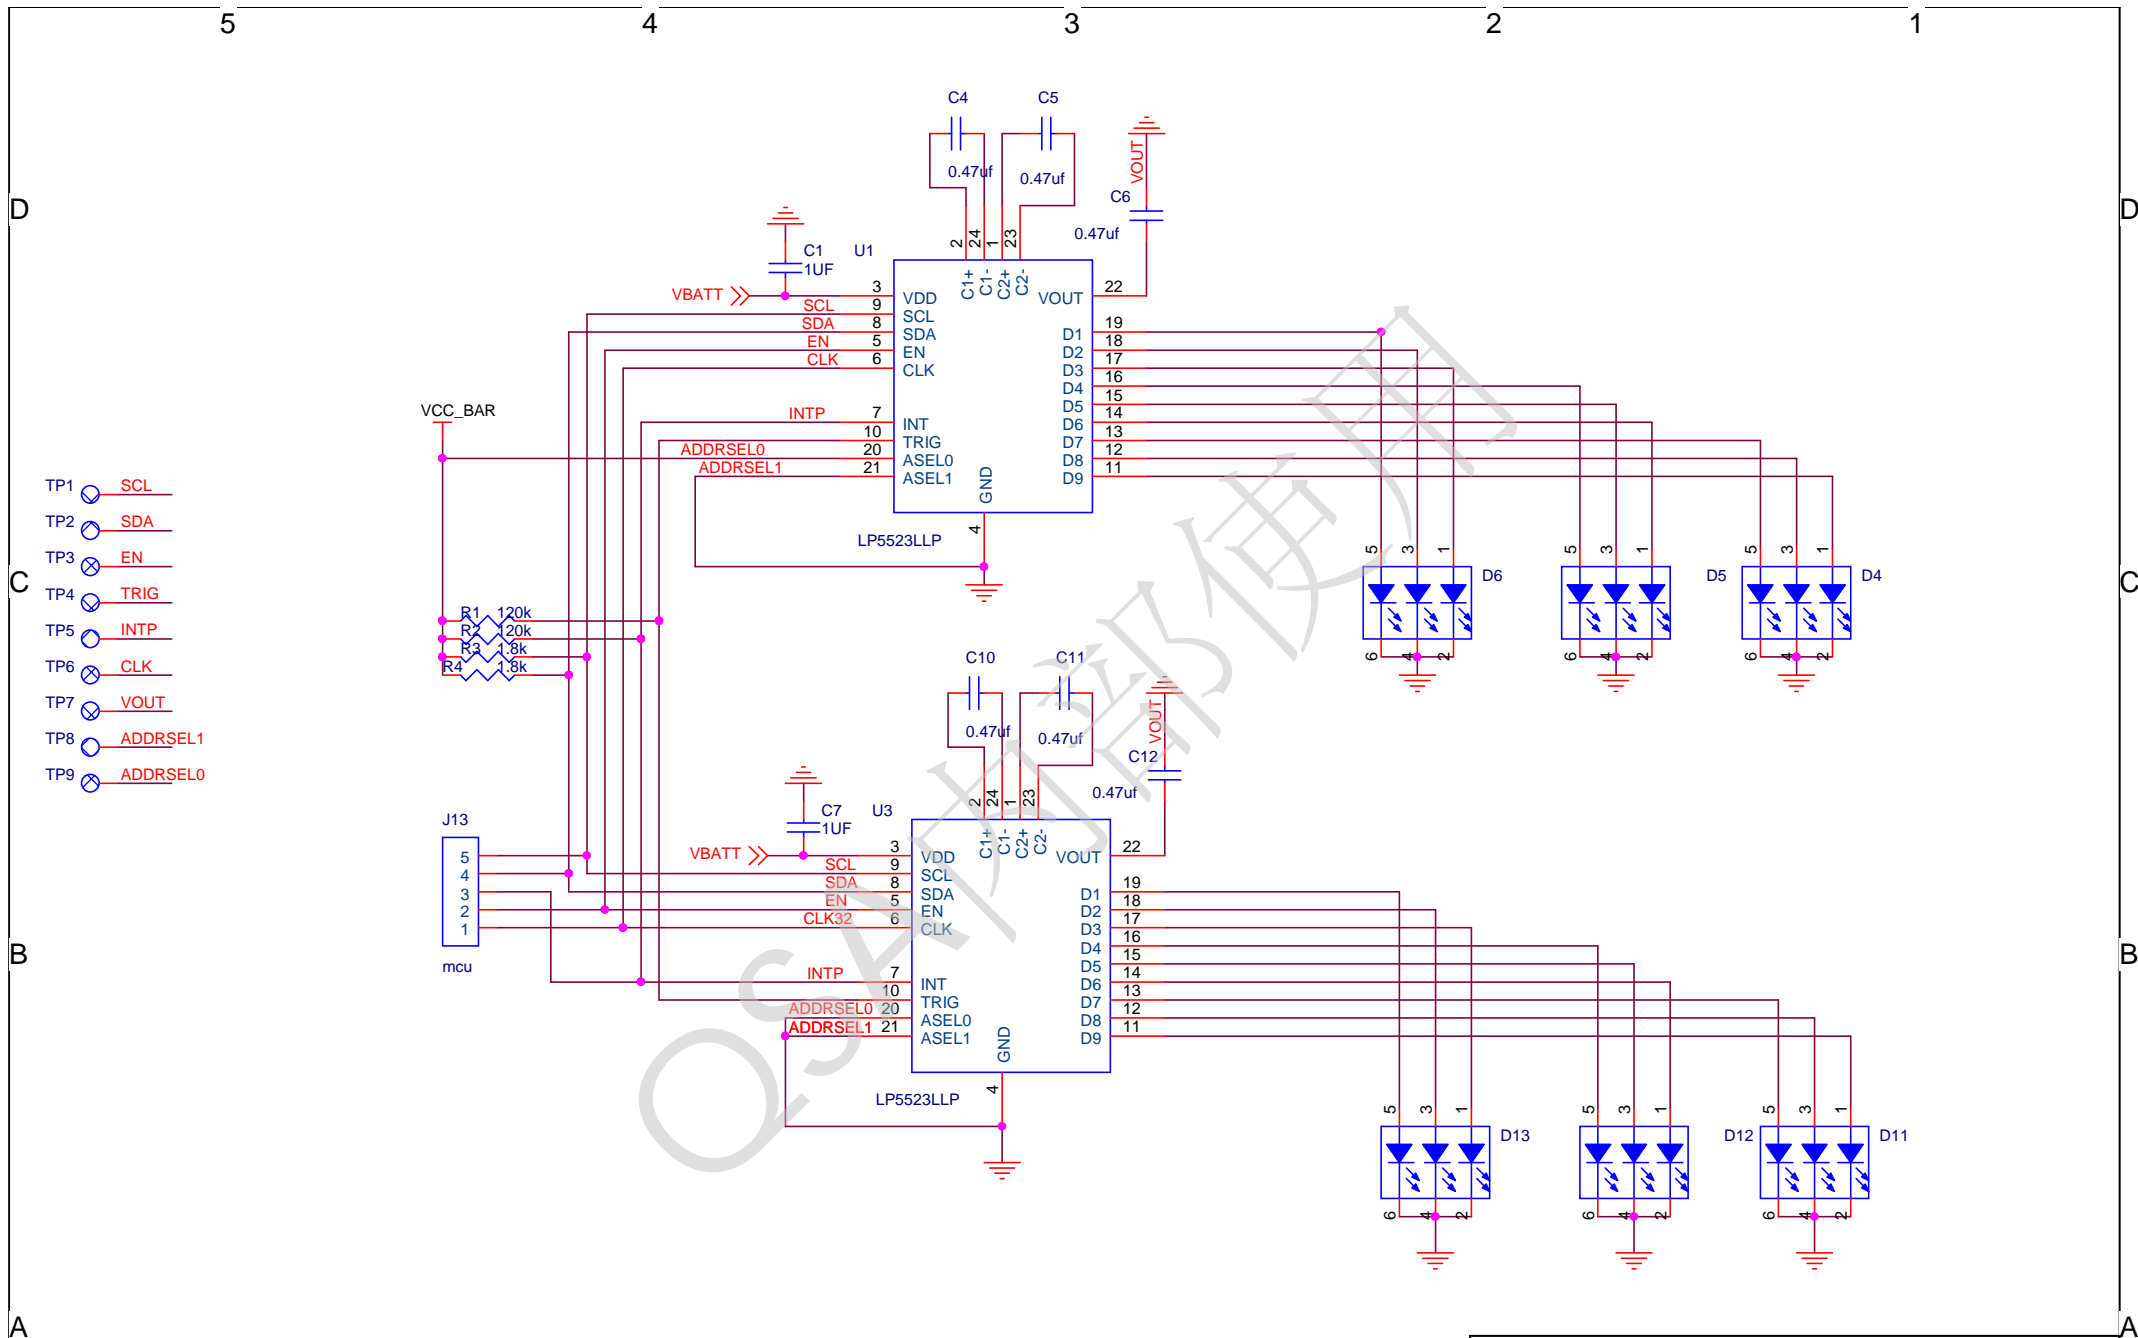 5 4 3 2 1
D D
C C
B B
A A
C4
0.47uf
C5
0.47uf
VOUT
C6
0.47uf
C1
1UF
U1
2 24 1 23
C1+ C1- C2+ C2-
VBATT 3 VDD
SCL 9 SCL
SDA 8 SDA
EN 5 EN
CLK 6 CLK
INTP 7 INT
10 TRIG
ADDRSEL0 20 ASEL0
ADDRSEL1 21 ASEL1
VOUT 22
D1 19
D2 18
D3 17
D4 16
D5 15
D6 14
D7 13
D8 12
D9 11
GND
4
LP5523LLP
VCC_BAR
TP1 SCL
TP2 SDA
TP3 EN
TP4 TRIG
TP5 INTP
TP6 CLK
TP7 VOUT
TP8 ADDRSEL1
TP9 ADDRSEL0
R1 120k
R2 120k
R3 1.8k
R4 1.8k
5 3 1 D6
6 4 2
5 3 1 D5
6 4 2
5 3 1 D4
6 4 2
C10
0.47uf
C11
0.47uf
VOUT
C12
0.47uf
C7
1UF
U3
2 24 1 23
C1+ C1- C2+ C2-
J13
5
4
3
2
1
mcu
VBATT 3 VDD
SCL 9 SCL
SDA 8 SDA
EN 5 EN
CLK32 6 CLK
INTP 7 INT
10 TRIG
ADDRSEL0 20 ASEL0
ADDRSEL1 21 ASEL1
VOUT 22
D1 19
D2 18
D3 17
D4 16
D5 15
D6 14
D7 13
D8 12
D9 11
GND
4
LP5523LLP
5 3 1 D13
6 4 2
5 3 1 D12
6 4 2
5 3 1 D11
6 4 2
QSA内部使用